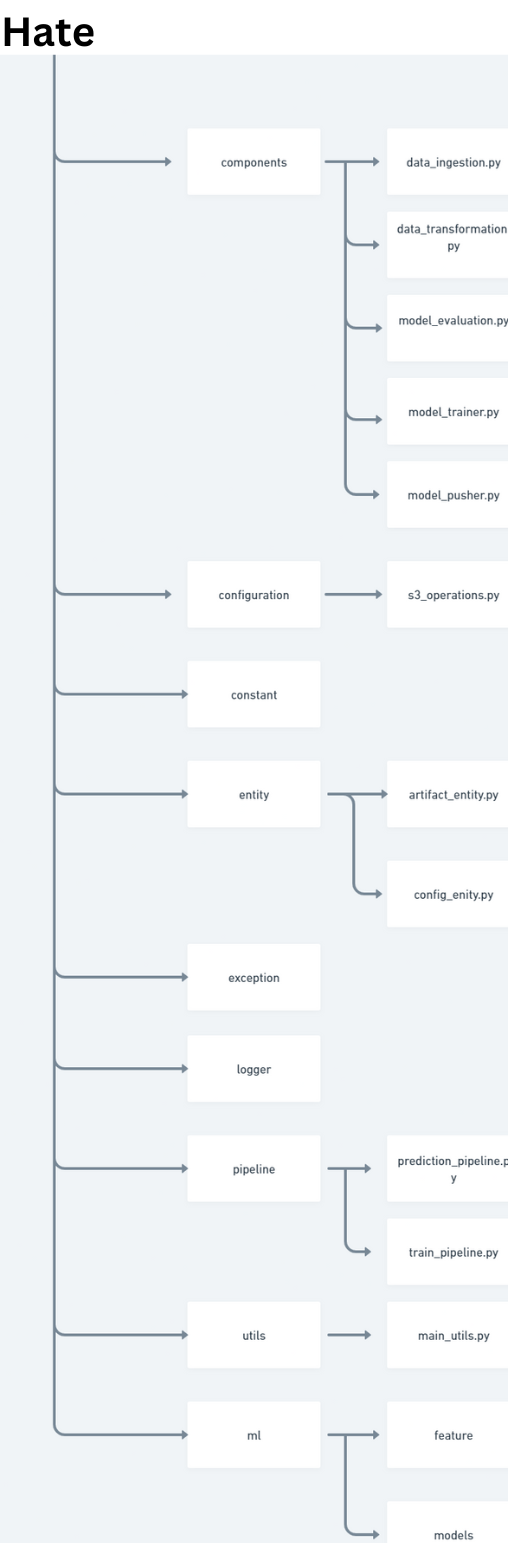 Hate
components
data_ingestion.py
data_transformation
py
model_evaluation.py
model_trainer.py
model_pusher.py
configuration
s3_operations.py
constant
entity
artifact_entity.py
config_enity.py
exception
logger
pipeline
prediction_pipeline.p
y
train_pipeline.py
utils
main_utils.py
ml
feature
models